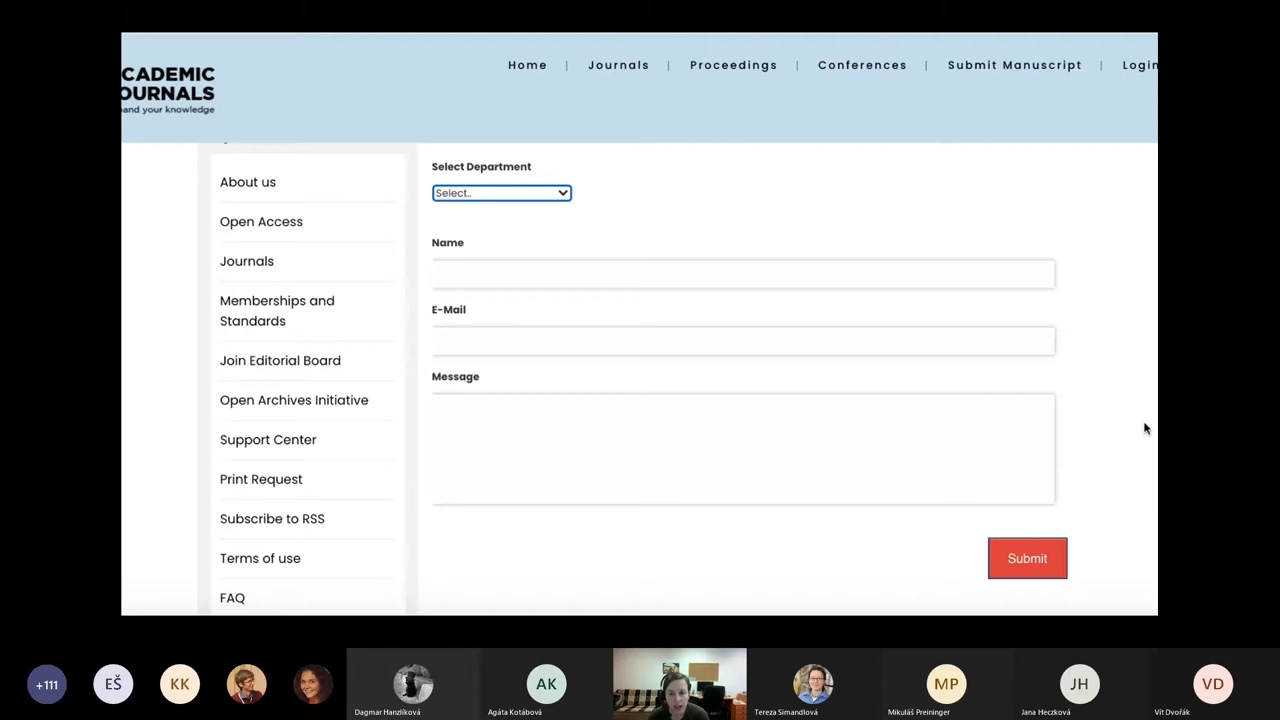 CADEMIC
OURNALS
pand your knowledge
Home | Journals | Proceedings | Conferences | Submit Manuscript | Login
Select Department
Select..
About us
Open Access
Journals
Memberships and
Standards
Join Editorial Board
Open Archives Initiative
Support Center
Print Request
Subscribe to RSS
Terms of use
FAQ
Name
E-Mail
Message
Submit
+111
EŠ
KK
Dagmar Hanzlíková
AK
Agáta Kotábová
Tereza Simandlová
MP
Mikuláš Preininger
JH
Jana Heczková
VD
Vít Dvořák